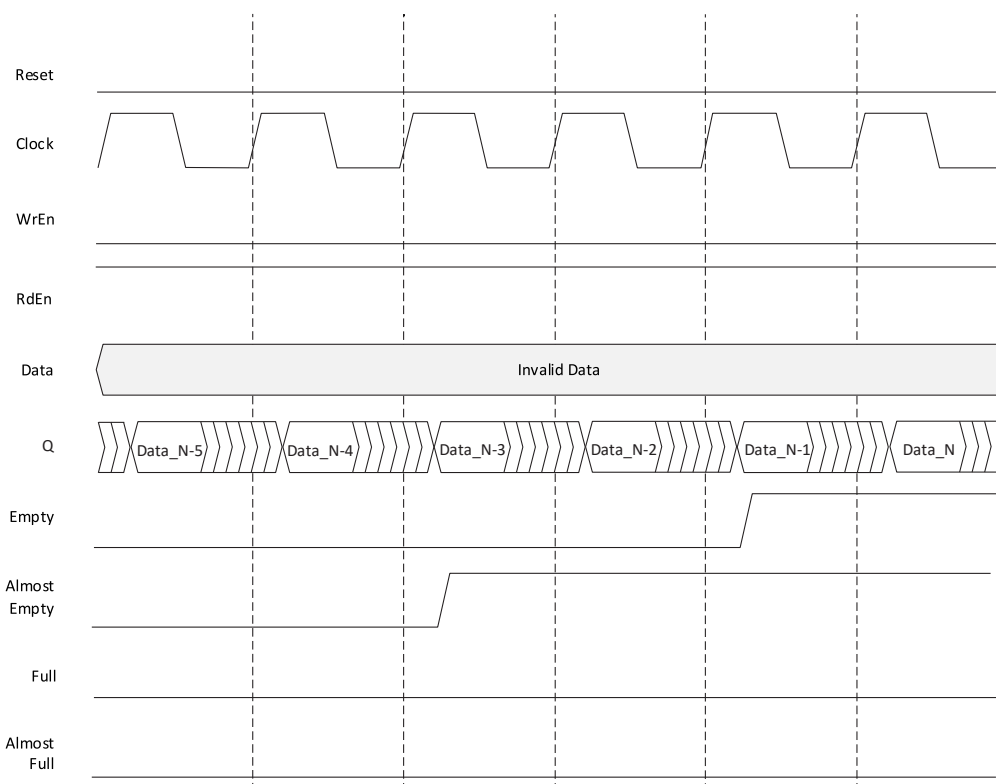 Reset
Clock
WrEn
RdEn
Data
Invalid Data
Q
Data_N-5
Data_N-4
Data_N-3
Data_N-2
Data_N-1
Data_N
Empty
Almost
Empty
Full
Almost
Full